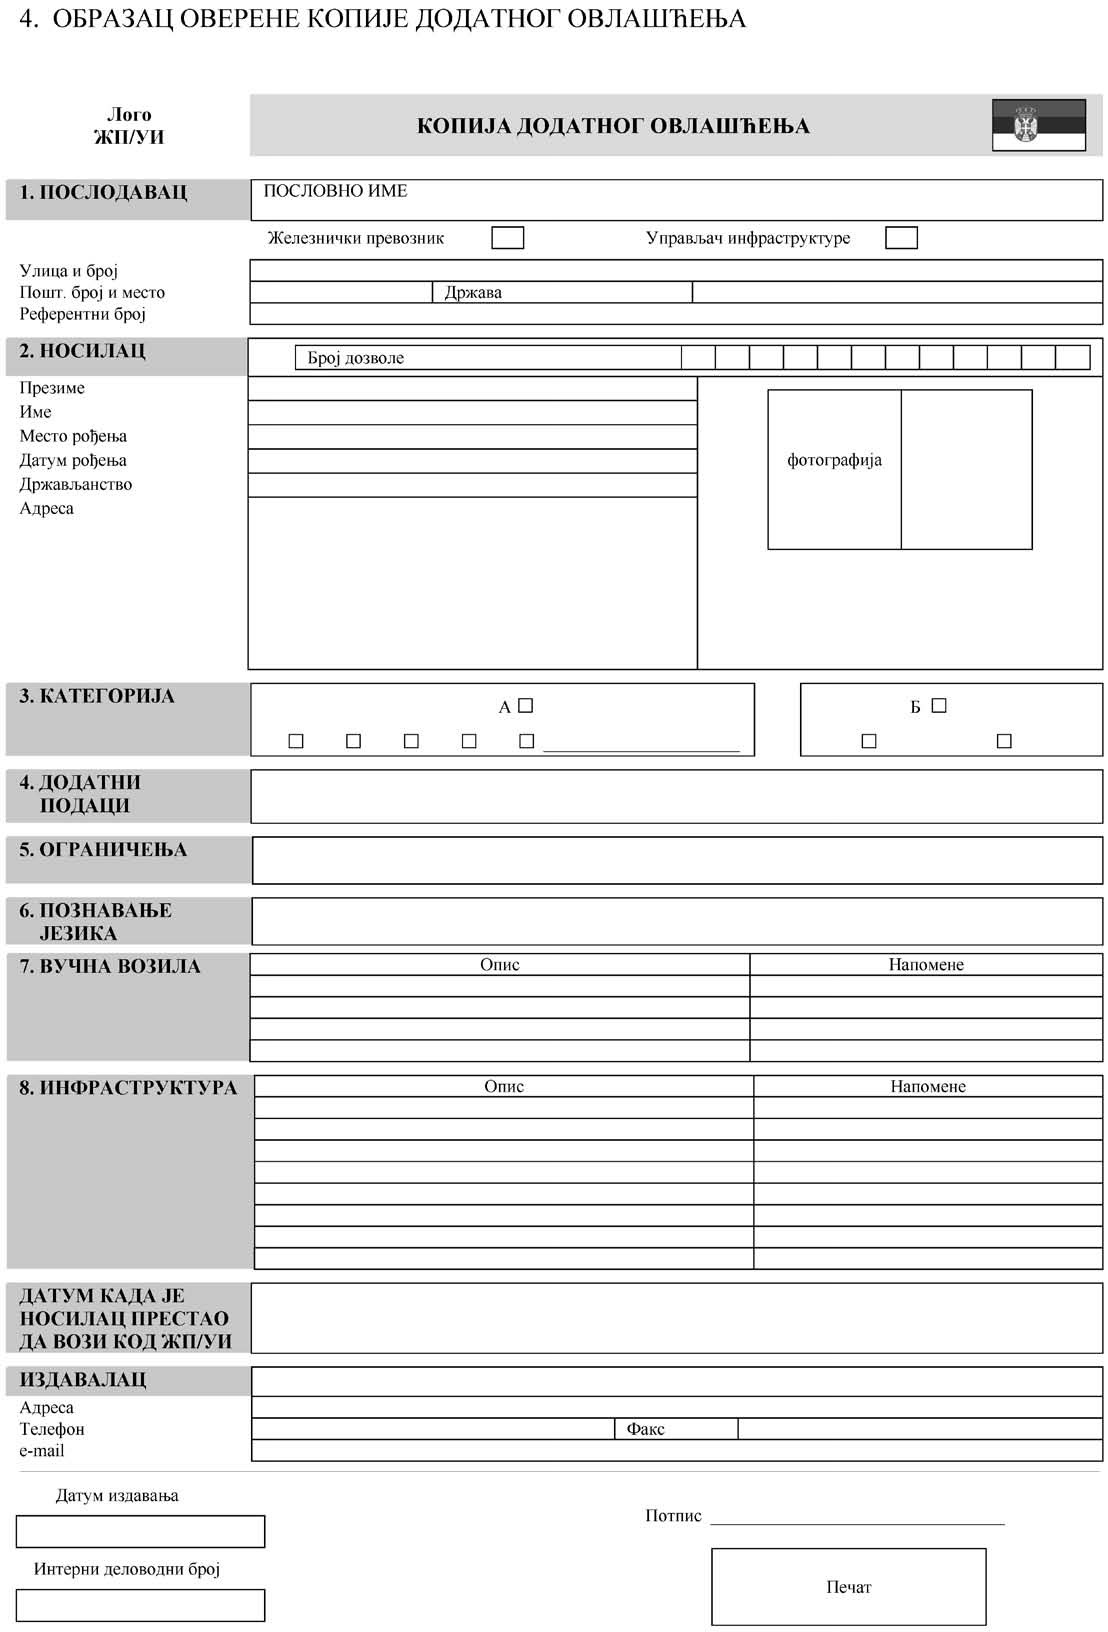 4. ОБРАЗАЦ ОВЕРЕНЕ КОПИЈЕ ДОДАТНОГ ОВЛАШЋЕЊА
Лого
ЖП/УИ
КОПИЈА ДОДАТНОГ ОВЛАШЋЕЊА
1. ПОСЛОДАВАЦ
ПОСЛОВНО ИМЕ
Железнички превозник
Управљач инфраструктуре
Улица и број
Пошт. број и место
Држава
Референтни број
2. НОСИЛАЦ
Број дозволе
Презиме
Име
Место рођења
Датум рођења
Држављанство
Адреса
фотографија
3. КАТЕГОРИЈА
А
Б
4. ДОДАТНИ
ПОДАЦИ
5. ОГРАНИЧЕЊА
6. ПОЗНАВАЊЕ
ЈЕЗИКА
7. ВУЧНА ВОЗИЛА
Опис
Напомене
8. ИНФРАСТРУКТУРА
Опис
Напомене
ДАТУМ КАДА ЈЕ
НОСИЛАЦ ПРЕСТАО
ДА ВОЗИ КОД ЖП/УИ
ИЗДАВАЛАЦ
Адреса
Телефон
Факс
e-mail
Датум издавања
Потпис
Интерни деловодни број
Печат